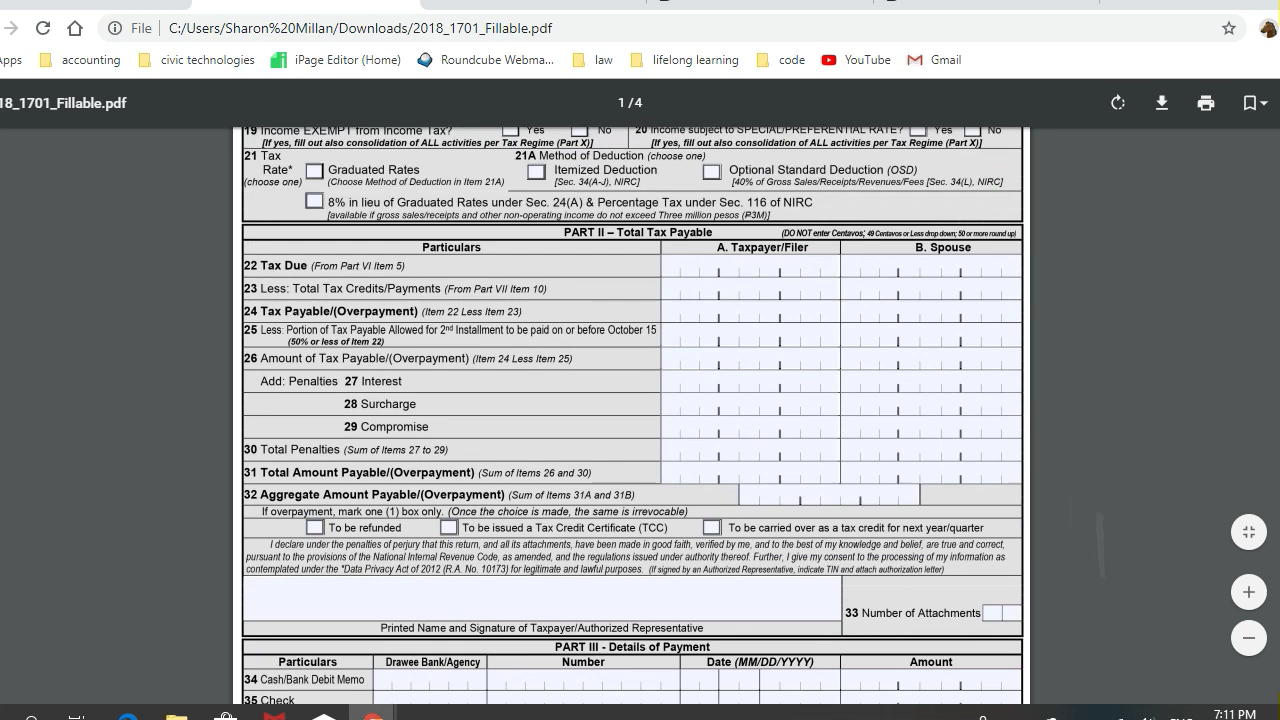 File C:/Users/Sharon%20Millan/Downloads/2018_1701_Fillable.pdf
Apps accounting civic technologies iPage Editor (Home) Roundcube Webma... law lifelong learning code YouTube Gmail
18_1701_Fillable.pdf 1 / 4
19 Income EXEMPT from Income Tax? Yes No 20 Income subject to SPECIAL/PREFERENTIAL RATE? Yes No
[If yes, fill out also consolidation of ALL activities per Tax Regime (Part X)] [If yes, fill out also consolidation of ALL activities per Tax Regime (Part X)]
21 Tax 21A Method of Deduction (choose one)
Rate* Graduated Rates Itemized Deduction Optional Standard Deduction (OSD)
(choose one) (Choose Method of Deduction in Item 21A) [Sec. 34(A-J), NIRC] [40% of Gross Sales/Receipts/Revenues/Fees [Sec. 34(L), NIRC]
8% in lieu of Graduated Rates under Sec. 24(A) & Percentage Tax under Sec. 116 of NIRC
[available if gross sales/receipts and other non-operating income do not exceed Three million pesos (₱3M)]
PART II – Total Tax Payable (DO NOT enter Centavos; 49 Centavos or Less drop down; 50 or more round up)
Particulars A. Taxpayer/Filer B. Spouse
22 Tax Due (From Part VI Item 5)
23 Less: Total Tax Credits/Payments (From Part VII Item 10)
24 Tax Payable/(Overpayment) (Item 22 Less Item 23)
25 Less: Portion of Tax Payable Allowed for 2nd Installment to be paid on or before October 15
(50% or less of Item 22)
26 Amount of Tax Payable/(Overpayment) (Item 24 Less Item 25)
Add: Penalties 27 Interest
28 Surcharge
29 Compromise
30 Total Penalties (Sum of Items 27 to 29)
31 Total Amount Payable/(Overpayment) (Sum of Items 26 and 30)
32 Aggregate Amount Payable/(Overpayment) (Sum of Items 31A and 31B)
If overpayment, mark one (1) box only. (Once the choice is made, the same is irrevocable)
To be refunded To be issued a Tax Credit Certificate (TCC) To be carried over as a tax credit for next year/quarter
I declare under the penalties of perjury that this return, and all its attachments, have been made in good faith, verified by me, and to the best of my knowledge and belief, are true and correct,
pursuant to the provisions of the National Internal Revenue Code, as amended, and the regulations issued under authority thereof. Further, I give my consent to the processing of my information as
contemplated under the *Data Privacy Act of 2012 (R.A. No. 10173) for legitimate and lawful purposes. (If signed by an Authorized Representative, indicate TIN and attach authorization letter)
33 Number of Attachments
Printed Name and Signature of Taxpayer/Authorized Representative
PART III - Details of Payment
Particulars Drawee Bank/Agency Number Date (MM/DD/YYYY) Amount
34 Cash/Bank Debit Memo
35 Check
7:11 PM